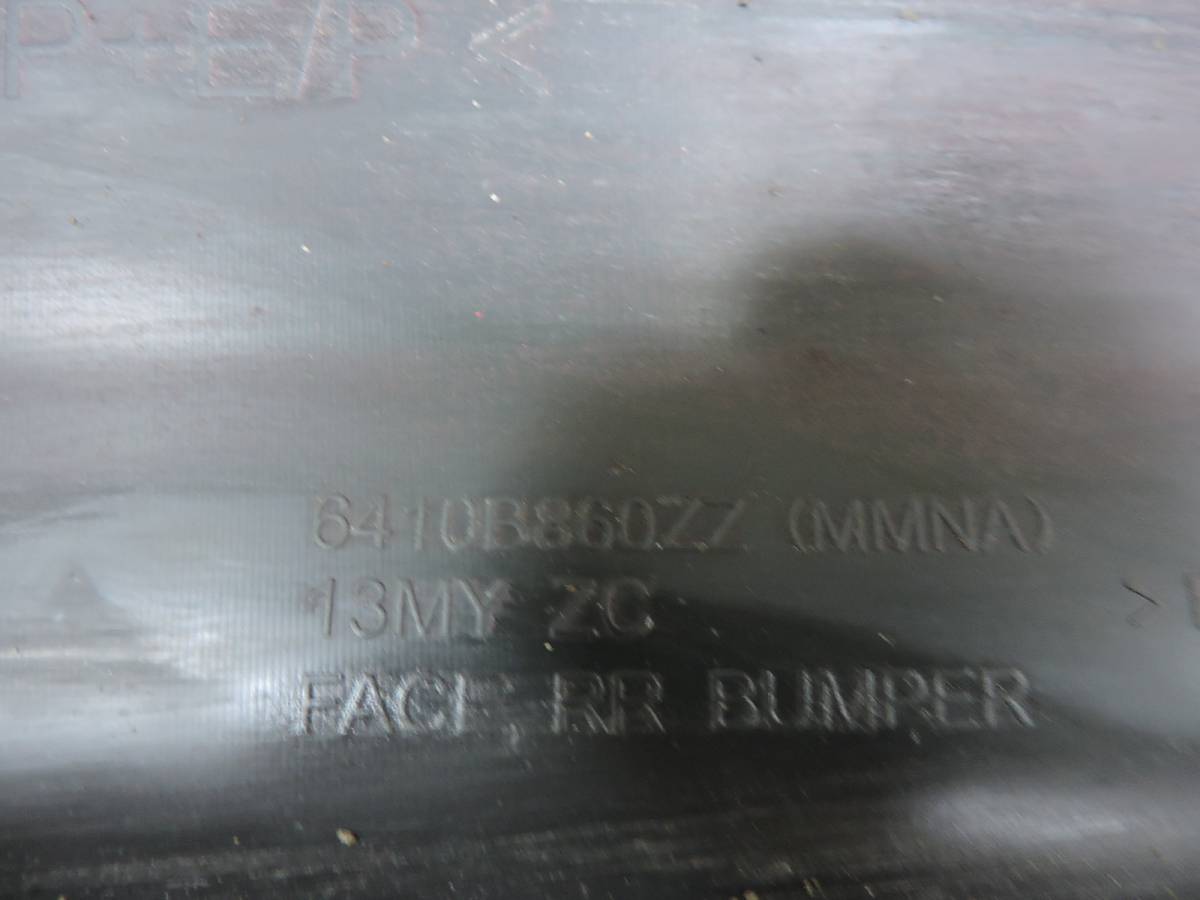 P+E/P<
6410B860ZZ (MMNA)
13MY ZC
FACE, RR BUMPER